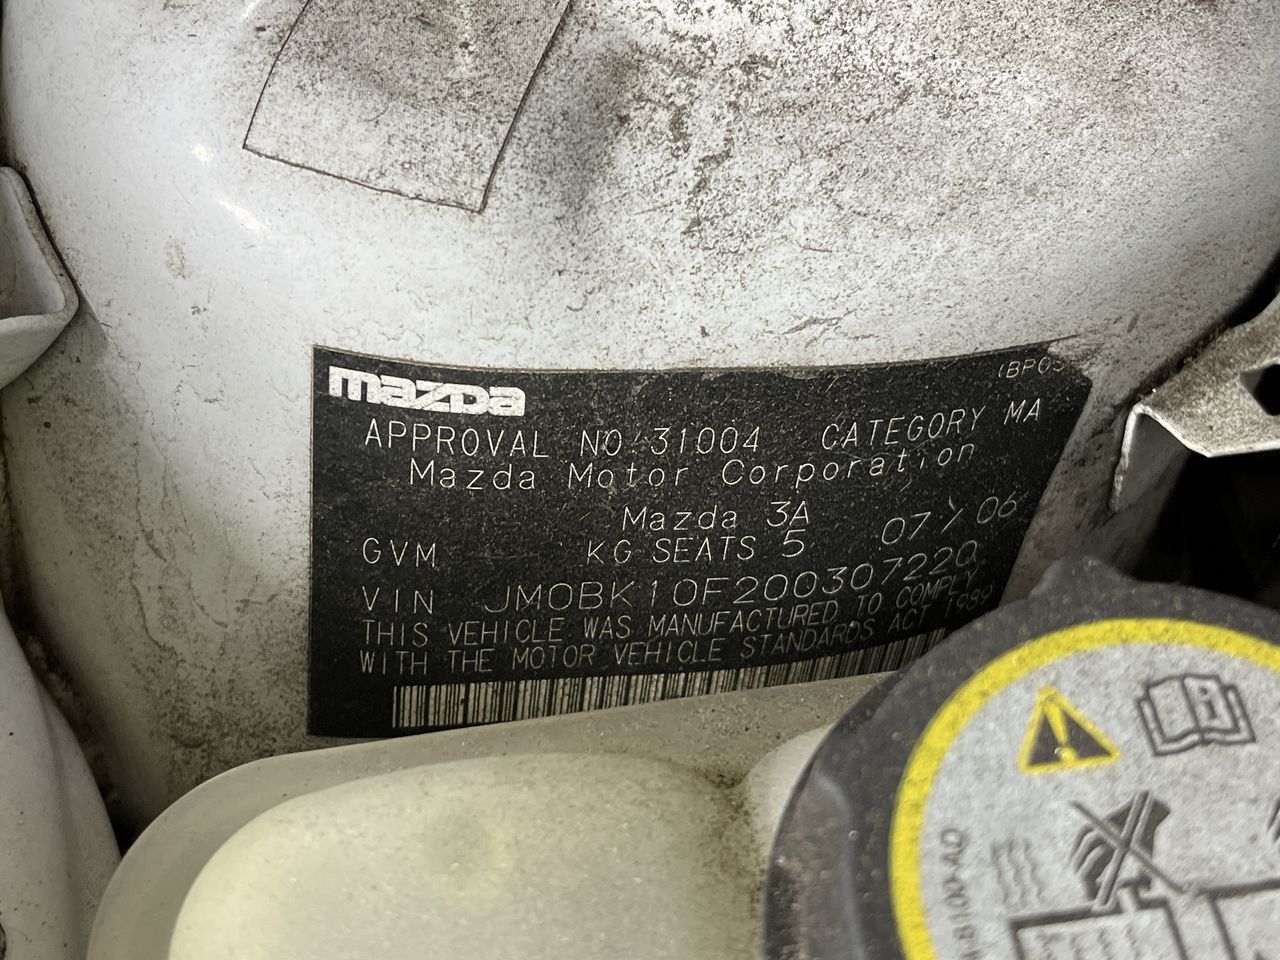 mazda
(BP63
APPROVAL NO. 31004 CATEGORY MA
Mazda Motor Corporation
Mazda 3A
GVM KG SEATS 5 07/06
VIN JM0BK10F200307220
THIS VEHICLE WAS MANUFACTURED TO COMPLY
WITH THE MOTOR VEHICLE STANDARDS ACT 1989